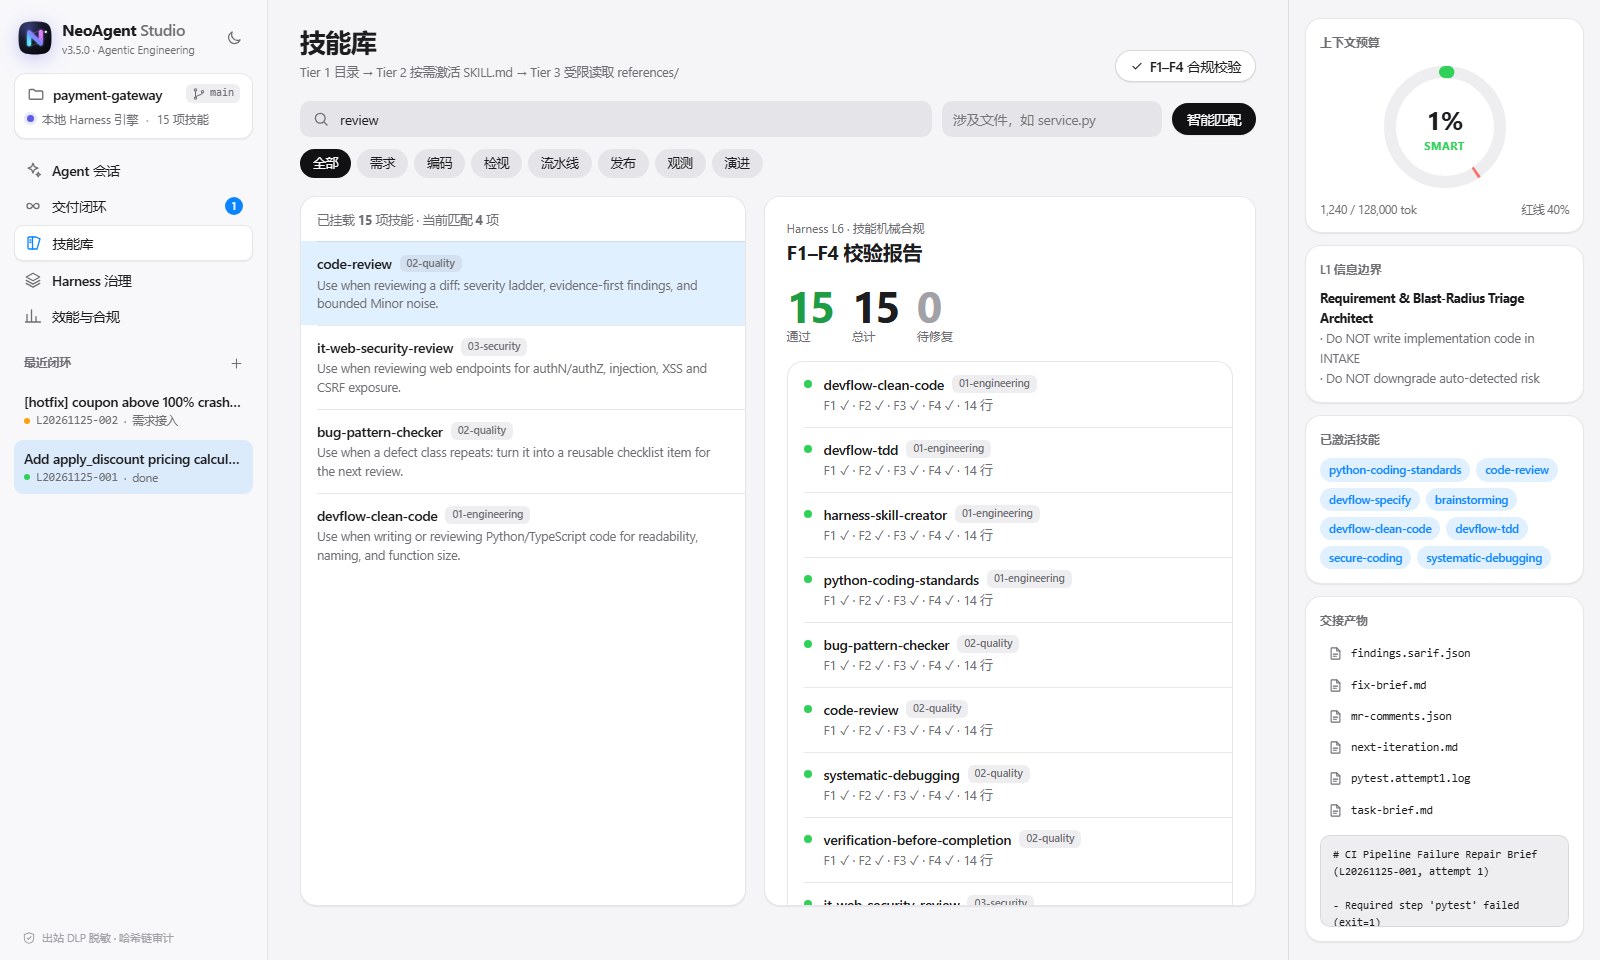 NeoAgent Studio
v3.5.0 · Agentic Engineering
payment-gateway
main
本地 Harness 引擎 · 15 项技能
Agent 会话
交付闭环
1
技能库
Harness 治理
效能与合规
最近闭环
[hotfix] coupon above 100% crash...
L20261125-002 · 需求接入
Add apply_discount pricing calcul...
L20261125-001 · done
出站 DLP 脱敏 · 哈希链审计
技能库
Tier 1 目录 → Tier 2 按需激活 SKILL.md → Tier 3 受限读取 references/
F1–F4 合规校验
review
涉及文件，如 service.py
智能匹配
全部
需求
编码
检视
流水线
发布
观测
演进
已挂载 15 项技能 · 当前匹配 4 项
code-review 02-quality
Use when reviewing a diff: severity ladder, evidence-first findings, and
bounded Minor noise.
it-web-security-review 03-security
Use when reviewing web endpoints for authN/authZ, injection, XSS and
CSRF exposure.
bug-pattern-checker 02-quality
Use when a defect class repeats: turn it into a reusable checklist item for
the next review.
devflow-clean-code 01-engineering
Use when writing or reviewing Python/TypeScript code for readability,
naming, and function size.
Harness L6 · 技能机械合规
F1–F4 校验报告
15 15 0
通过 总计 待修复
devflow-clean-code 01-engineering
F1 ✓ · F2 ✓ · F3 ✓ · F4 ✓ · 14 行
devflow-tdd 01-engineering
F1 ✓ · F2 ✓ · F3 ✓ · F4 ✓ · 14 行
harness-skill-creator 01-engineering
F1 ✓ · F2 ✓ · F3 ✓ · F4 ✓ · 14 行
python-coding-standards 01-engineering
F1 ✓ · F2 ✓ · F3 ✓ · F4 ✓ · 14 行
bug-pattern-checker 02-quality
F1 ✓ · F2 ✓ · F3 ✓ · F4 ✓ · 14 行
code-review 02-quality
F1 ✓ · F2 ✓ · F3 ✓ · F4 ✓ · 14 行
systematic-debugging 02-quality
F1 ✓ · F2 ✓ · F3 ✓ · F4 ✓ · 14 行
verification-before-completion 02-quality
F1 ✓ · F2 ✓ · F3 ✓ · F4 ✓ · 14 行
it-web-security-review 03-security
上下文预算
1%
SMART
1,240 / 128,000 tok 红线 40%
L1 信息边界
Requirement & Blast-Radius Triage
Architect
· Do NOT write implementation code in
INTAKE
· Do NOT downgrade auto-detected risk
已激活技能
python-coding-standards code-review
devflow-specify brainstorming
devflow-clean-code devflow-tdd
secure-coding systematic-debugging
交接产物
findings.sarif.json
fix-brief.md
mr-comments.json
next-iteration.md
pytest.attempt1.log
task-brief.md
# CI Pipeline Failure Repair Brief
(L20261125-001, attempt 1)
- Required step 'pytest' failed
(exit=1)